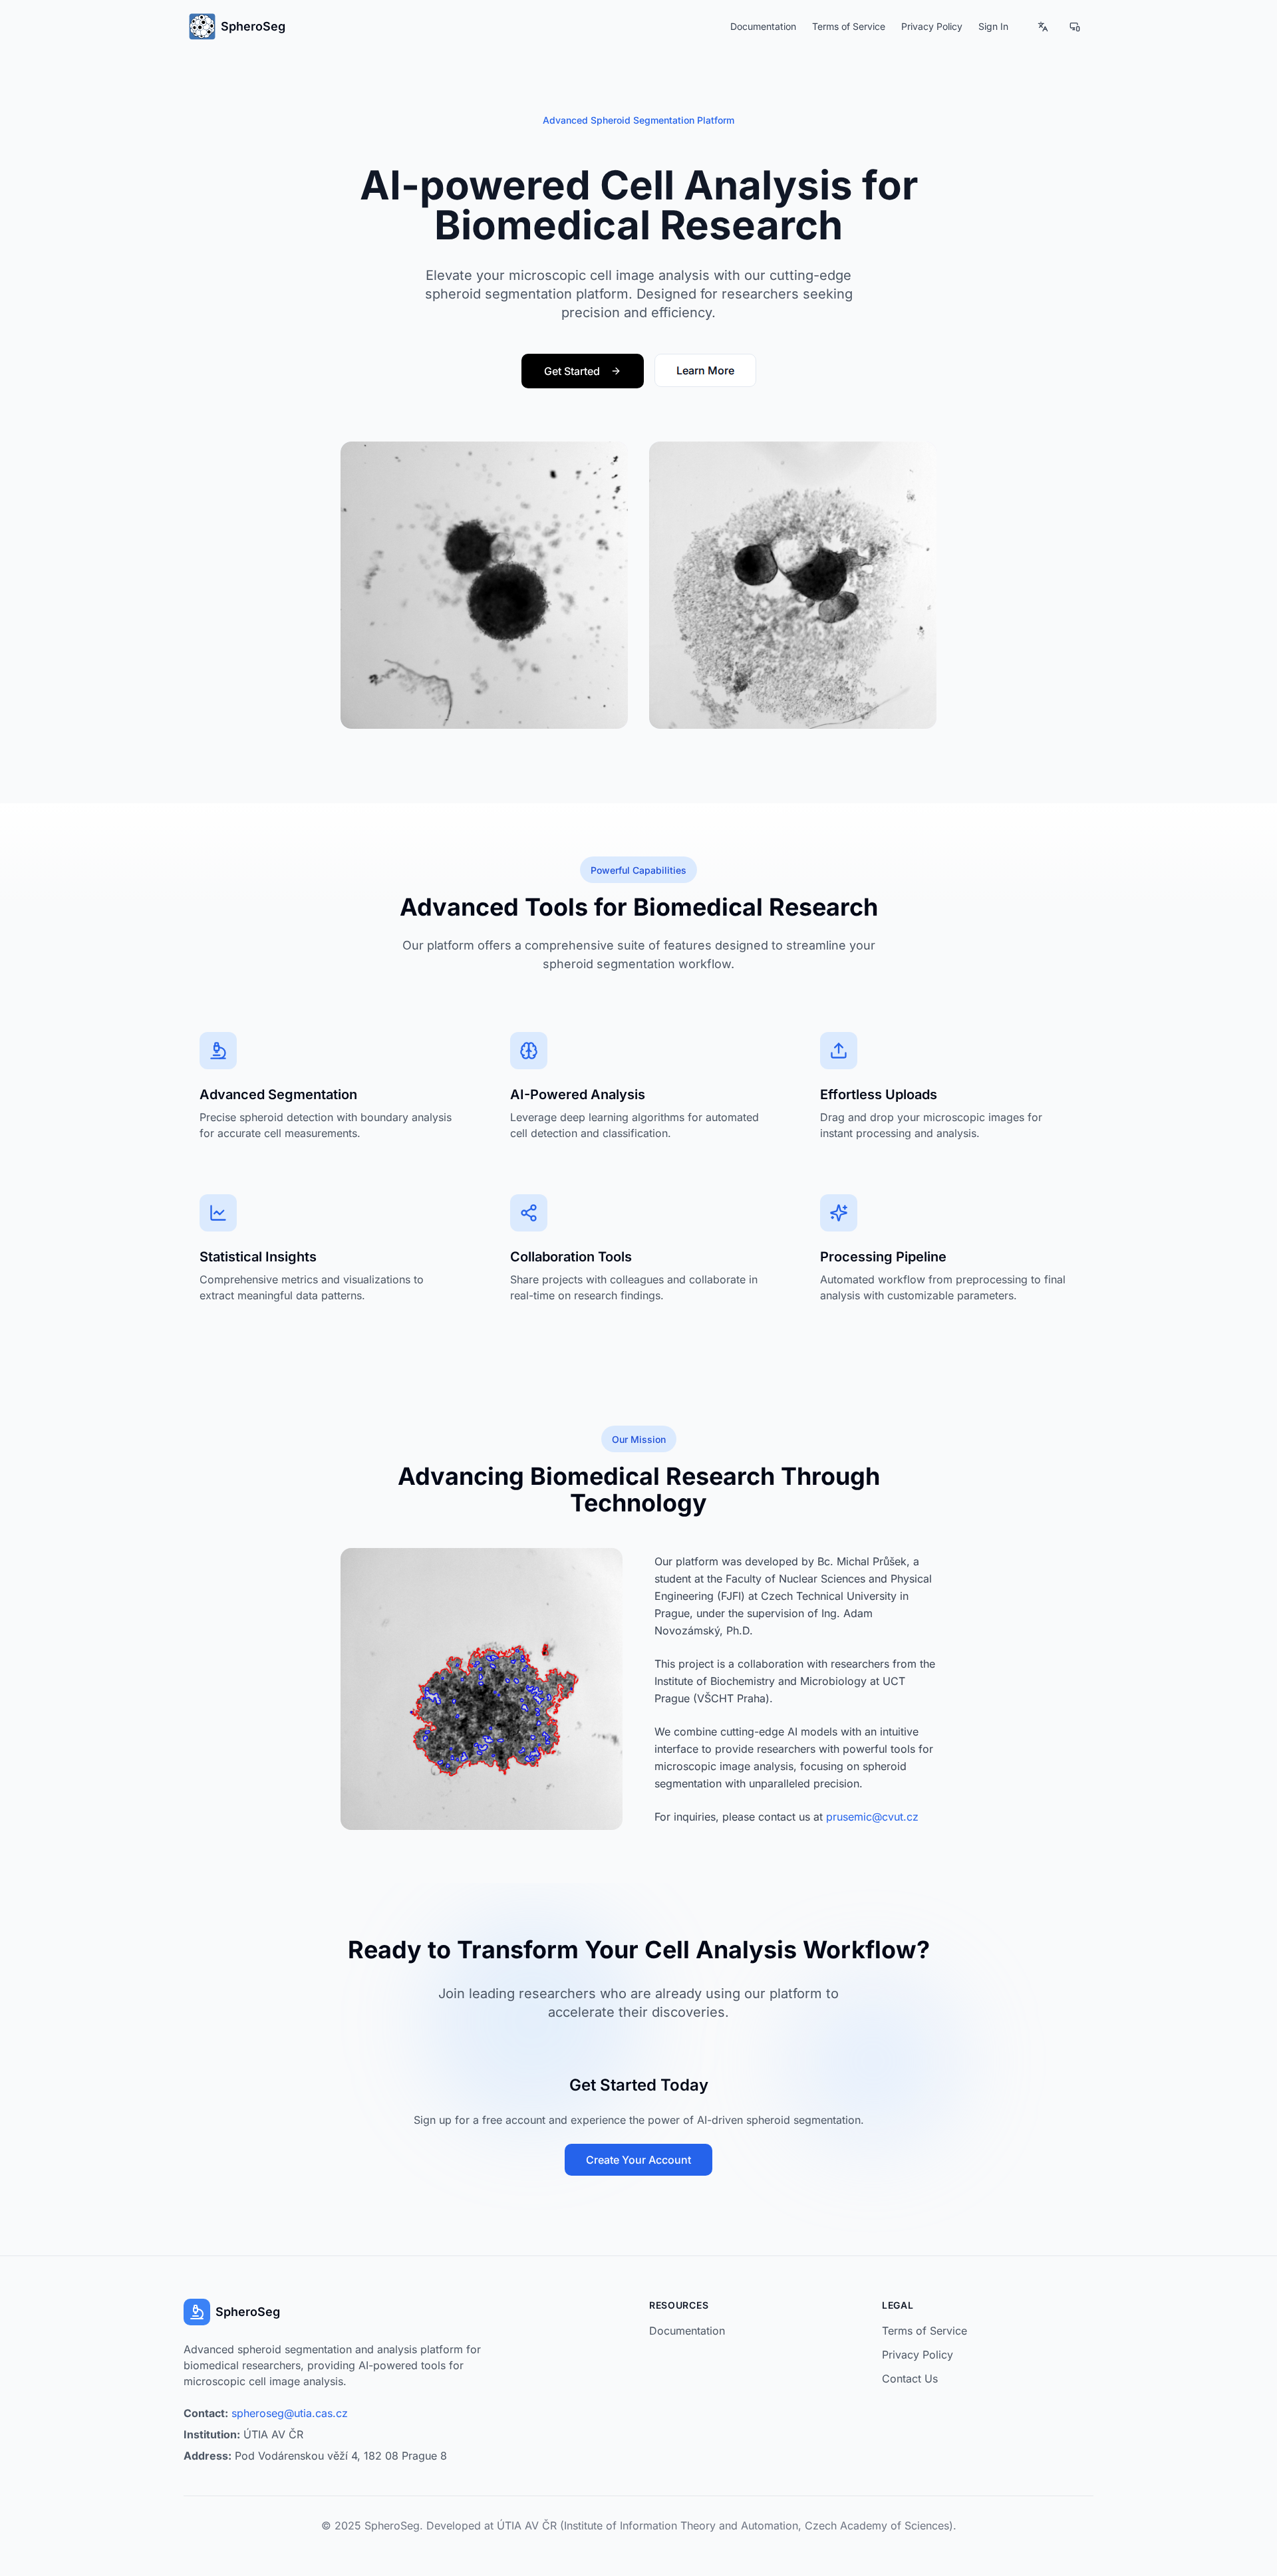 SpheroSeg
Documentation
Terms of Service
Privacy Policy
Sign In
Advanced Spheroid Segmentation Platform
AI-powered Cell Analysis for
Biomedical Research
Elevate your microscopic cell image analysis with our cutting-edge
spheroid segmentation platform. Designed for researchers seeking
precision and efficiency.
Get Started
Learn More
Powerful Capabilities
Advanced Tools for Biomedical Research
Our platform offers a comprehensive suite of features designed to streamline your
spheroid segmentation workflow.
Advanced Segmentation
Precise spheroid detection with boundary analysis
for accurate cell measurements.
AI-Powered Analysis
Leverage deep learning algorithms for automated
cell detection and classification.
Effortless Uploads
Drag and drop your microscopic images for
instant processing and analysis.
Statistical Insights
Comprehensive metrics and visualizations to
extract meaningful data patterns.
Collaboration Tools
Share projects with colleagues and collaborate in
real-time on research findings.
Processing Pipeline
Automated workflow from preprocessing to final
analysis with customizable parameters.
Our Mission
Advancing Biomedical Research Through
Technology
Our platform was developed by Bc. Michal Průšek, a
student at the Faculty of Nuclear Sciences and Physical
Engineering (FJFI) at Czech Technical University in
Prague, under the supervision of Ing. Adam
Novozámský, Ph.D.
This project is a collaboration with researchers from the
Institute of Biochemistry and Microbiology at UCT
Prague (VŠCHT Praha).
We combine cutting-edge AI models with an intuitive
interface to provide researchers with powerful tools for
microscopic image analysis, focusing on spheroid
segmentation with unparalleled precision.
For inquiries, please contact us at prusemic@cvut.cz
Ready to Transform Your Cell Analysis Workflow?
Join leading researchers who are already using our platform to
accelerate their discoveries.
Get Started Today
Sign up for a free account and experience the power of AI-driven spheroid segmentation.
Create Your Account
SpheroSeg
Advanced spheroid segmentation and analysis platform for
biomedical researchers, providing AI-powered tools for
microscopic cell image analysis.
Contact: spheroseg@utia.cas.cz
Institution: ÚTIA AV ČR
Address: Pod Vodárenskou věží 4, 182 08 Prague 8
RESOURCES
Documentation
LEGAL
Terms of Service
Privacy Policy
Contact Us
© 2025 SpheroSeg. Developed at ÚTIA AV ČR (Institute of Information Theory and Automation, Czech Academy of Sciences).